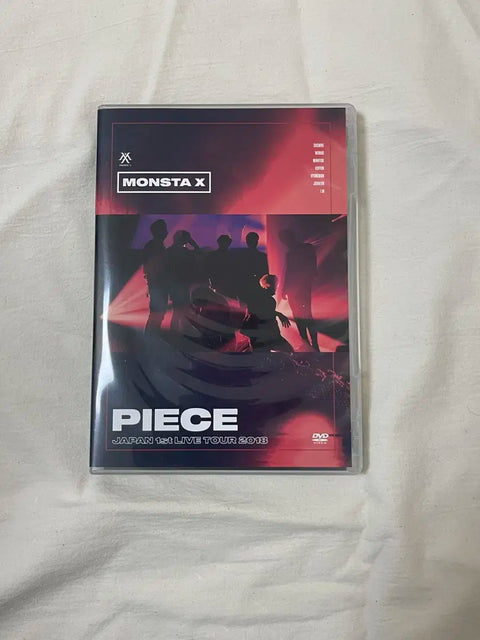 MONSTA X
SHOWNU
WONHO
MINHYUK
KIHYUN
HYUNGWON
JOOHEON
I.M
PIECE
JAPAN 1st LIVE TOUR 2018
DVD